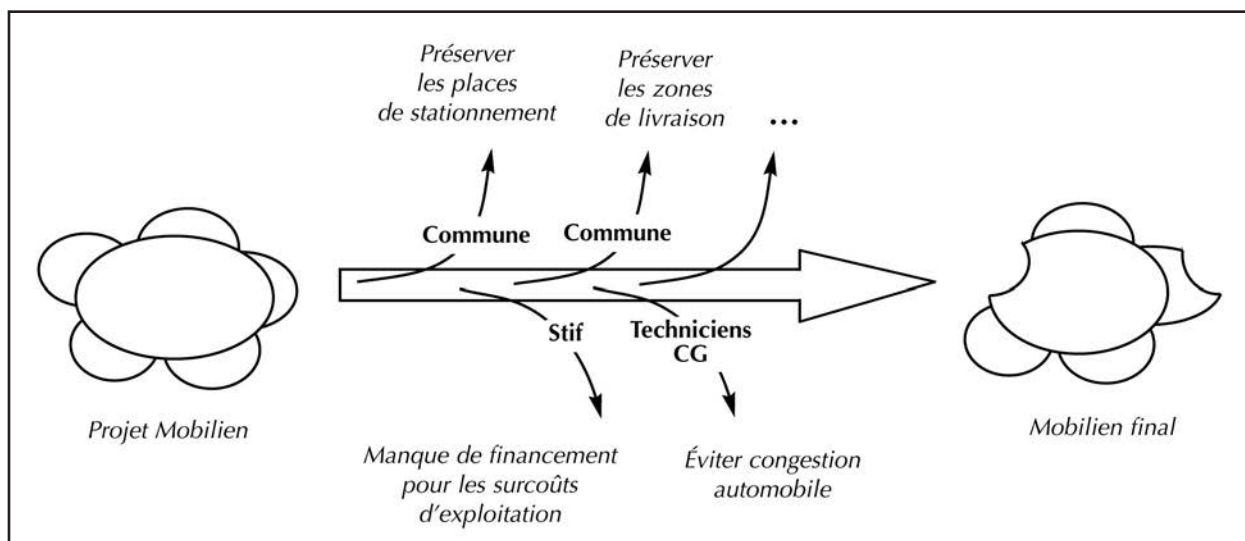 Préserver
les places
de stationnement
Préserver
les zones
de livraison
...
Commune
Commune
Stif
Techniciens
CG
Projet Mobilien
Mobilien final
Manque de financement
pour les surcoûts
d'exploitation
Éviter congestion
automobile